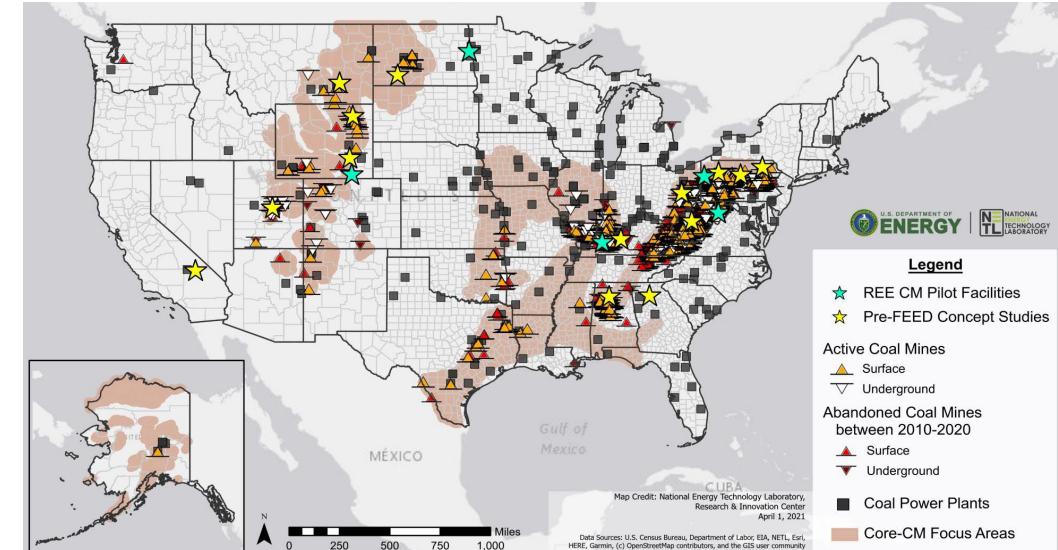 U.S. DEPARTMENT OF
ENERGY
NATIONAL
ENERGY
TECHNOLOGY
LABORATORY
NETL
Legend
REE CM Pilot Facilities
Pre-FEED Concept Studies
Active Coal Mines
Surface
Underground
Abandoned Coal Mines
between 2010-2020
Surface
Underground
Coal Power Plants
Core-CM Focus Areas
Gulf of
Mexico
MÉXICO
CUBA
Map Credit: National Energy Technology Laboratory,
Research & Innovation Center
April 1, 2021
Data Sources: U.S. Census Bureau, Department of Labor, EIA, NETL, Esri,
HERE, Garmin, (c) OpenStreetMap contributors, and the GIS user community
N
Miles
0 250 500 750 1,000